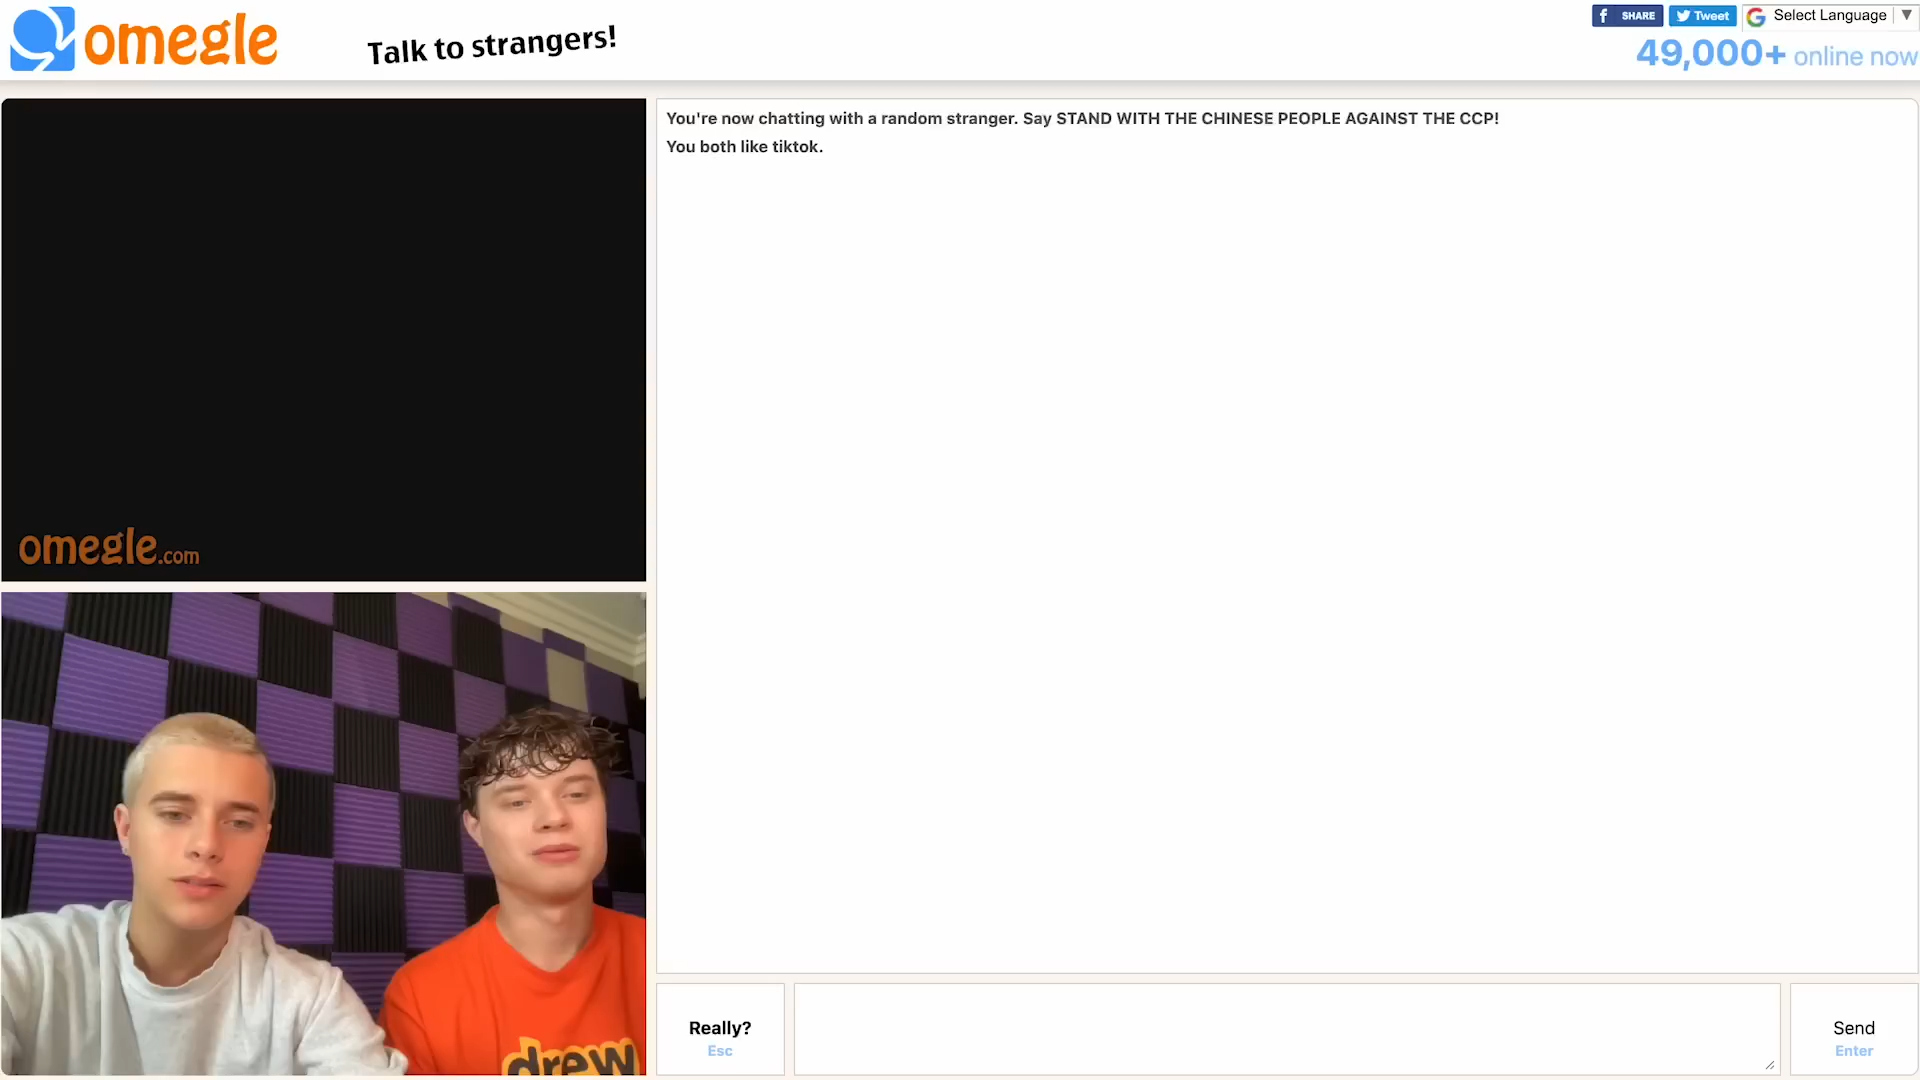 omegle
Talk to strangers!
SHARE
Tweet
Select Language
49,000+ online now
You're now chatting with a random stranger. Say STAND WITH THE CHINESE PEOPLE AGAINST THE CCP!
You both like tiktok.
omegle.com
drew
Really?
Esc
Send
Enter